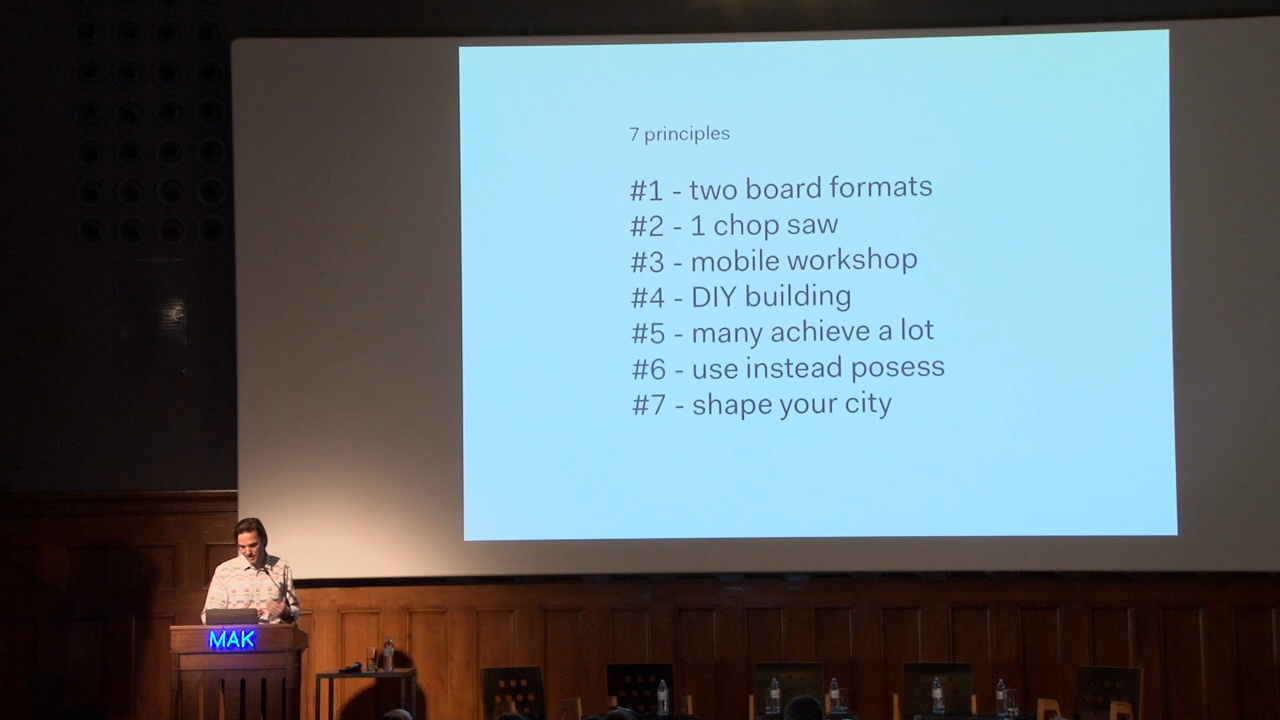 7 principles
#1 - two board formats
#2 - 1 chop saw
#3 - mobile workshop
#4 - DIY building
#5 - many achieve a lot
#6 - use instead posess
#7 - shape your city
MAK